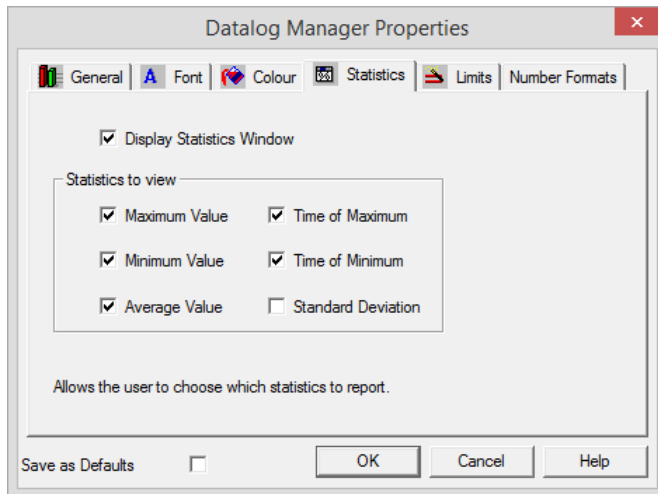 Datalog Manager Properties
General A Font Colour Statistics Limits Number Formats
Display Statistics Window
Statistics to view
Maximum Value Time of Maximum
Minimum Value Time of Minimum
Average Value Standard Deviation
Allows the user to choose which statistics to report.
Save as Defaults OK Cancel Help